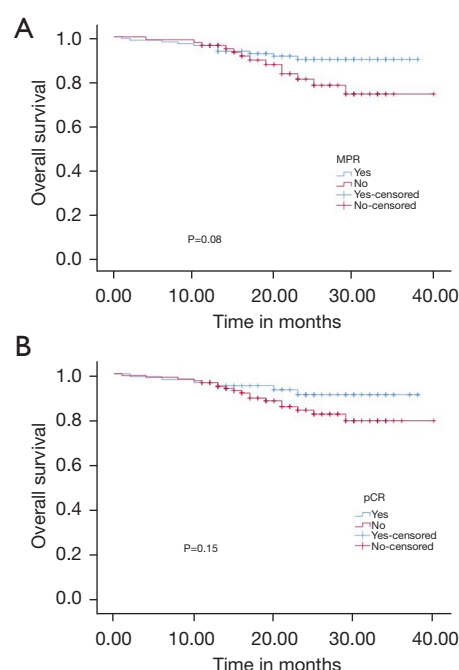 A
Overall survival
1.0
0.8
0.6
0.4
0.2
0.0
MPR
Yes
No
Yes-censored
No-censored
P=0.08
0.00 10.00 20.00 30.00 40.00
Time in months
B
Overall survival
1.0
0.8
0.6
0.4
0.2
0.0
pCR
Yes
No
Yes-censored
No-censored
P=0.15
0.00 10.00 20.00 30.00 40.00
Time in months